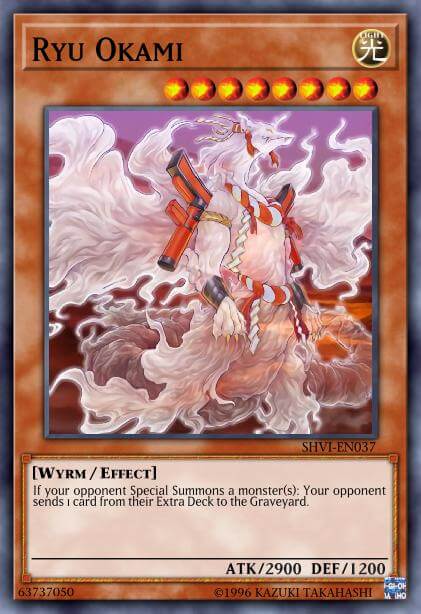 Ryu Okami
LIGHT
光
SHVI-EN037
[Wyrm / Effect]
If your opponent Special Summons a monster(s): Your opponent
sends 1 card from their Extra Deck to the Graveyard.
ATK/2900 DEF/1200
63737050
©1996 KAZUKI TAKAHASHI